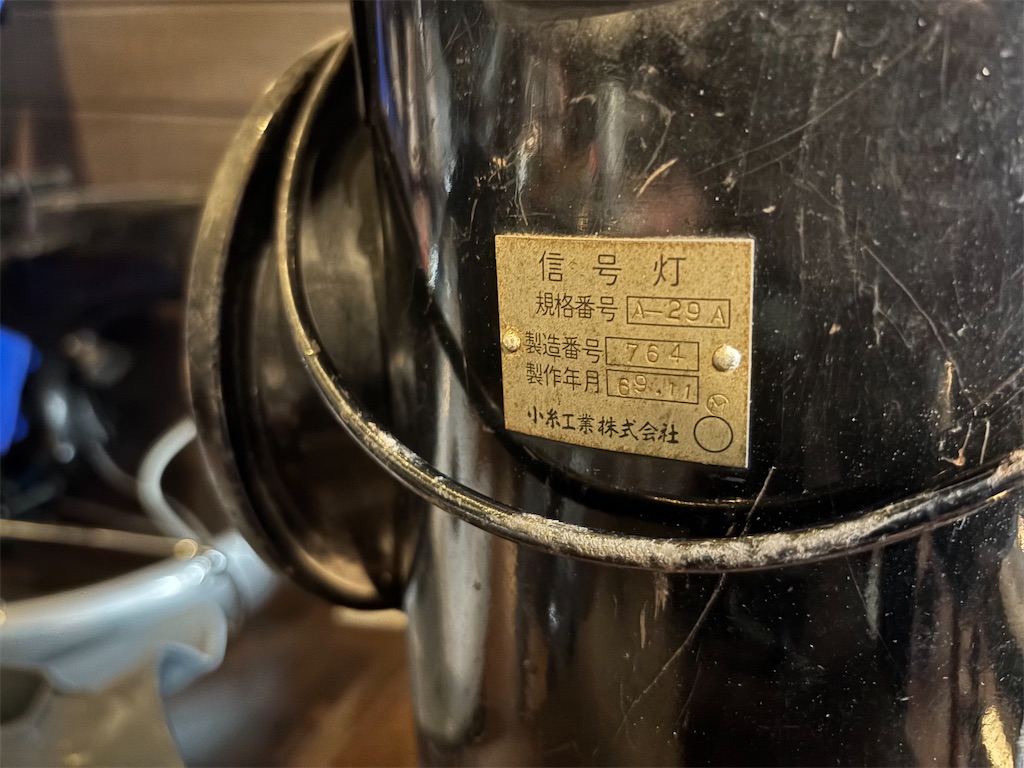 信号灯
規格番号 A-29A
製造番号 764
製作年月 69.11
小糸工業株式会社